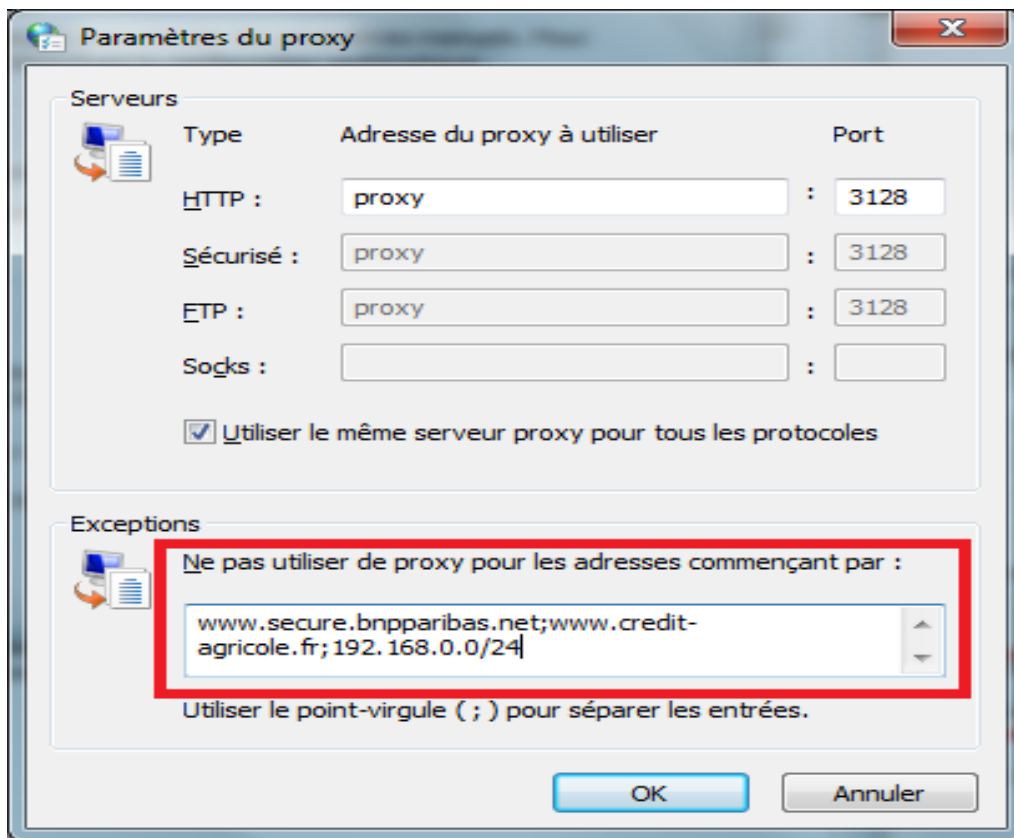 Paramètres du proxy
Serveurs
Type Adresse du proxy à utiliser Port
HTTP : proxy : 3128
Sécurisé : proxy : 3128
FTP : proxy : 3128
Socks : :
Utiliser le même serveur proxy pour tous les protocoles
Exceptions
Ne pas utiliser de proxy pour les adresses commençant par :
www.secure.bnpparibas.net;www.credit-
agricole.fr;192.168.0.0/24
Utiliser le point-virgule ( ; ) pour séparer les entrées.
OK Annuler